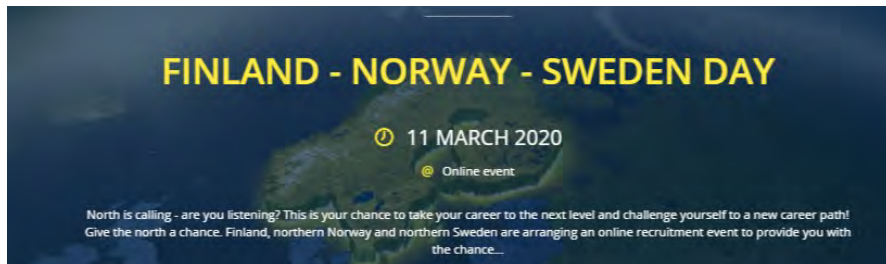 FINLAND - NORWAY - SWEDEN DAY
11 MARCH 2020
@ Online event
North is calling - are you listening? This is your chance to take your career to the next level and challenge yourself to a new career path!
Give the north a chance. Finland, northern Norway and northern Sweden are arranging an online recruitment event to provide you with
the chance...